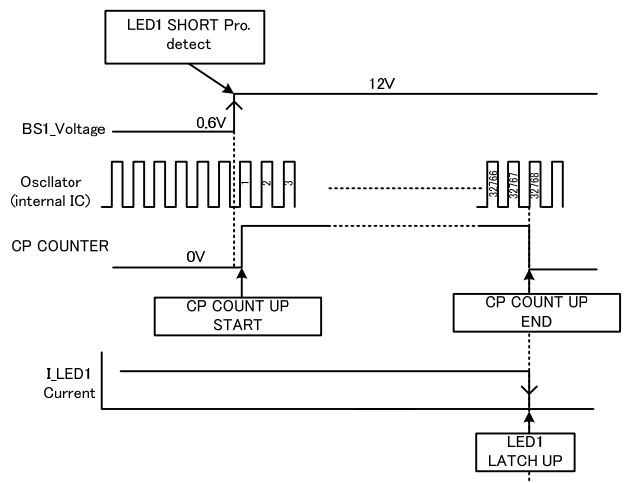 LED1 SHORT Pro.
detect
12V
0.6V
BS1_Voltage
Oscllator
(internal IC)
1
2
3
32766
32767
32768
CP COUNTER
0V
CP COUNT UP
START
CP COUNT UP
END
I_LED1
Current
LED1
LATCH UP